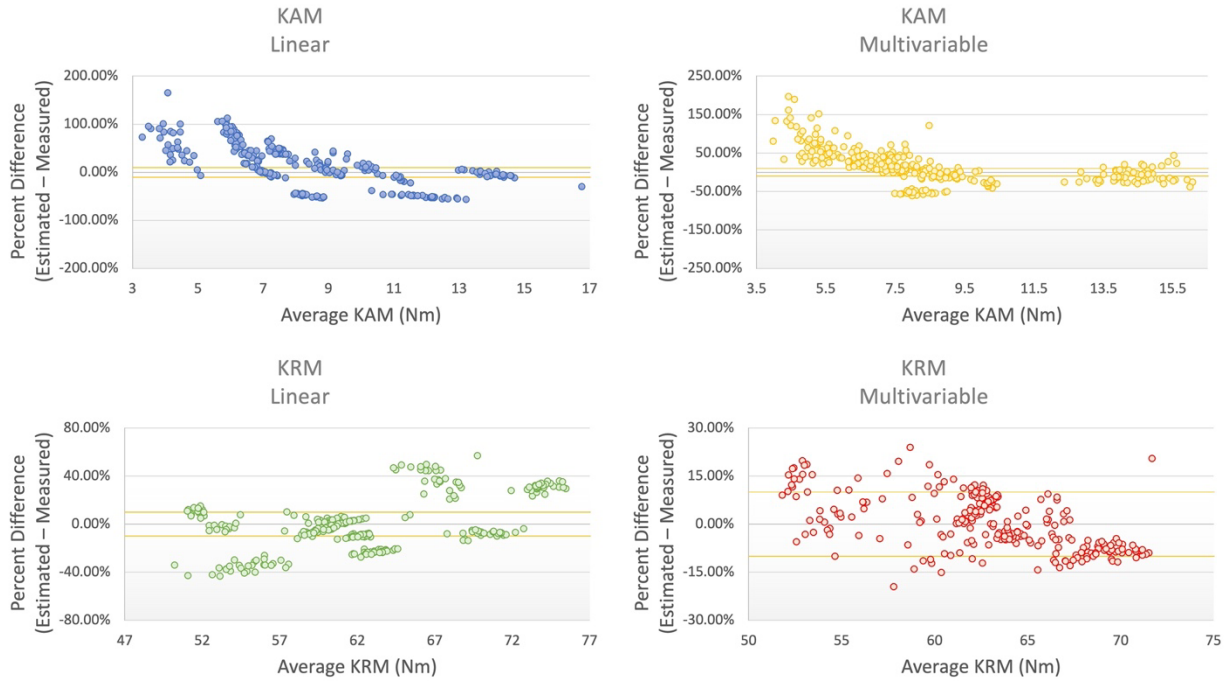 KAM
Linear
200.00%
100.00%
0.00%
-100.00%
-200.00%
3 5 7 9 11 13 15 17
Percent Difference
(Estimated – Measured)
Average KAM (Nm)
KAM
Multivariable
250.00%
150.00%
50.00%
-50.00%
-150.00%
-250.00%
3.5 5.5 7.5 9.5 11.5 13.5 15.5
Percent Difference
(Estimated – Measured)
Average KAM (Nm)
KRM
Linear
80.00%
40.00%
0.00%
-40.00%
-80.00%
47 52 57 62 67 72 77
Percent Difference
(Estimated – Measured)
Average KRM (Nm)
KRM
Multivariable
30.00%
15.00%
0.00%
-15.00%
-30.00%
50 55 60 65 70 75
Percent Difference
(Estimated – Measured)
Average KRM (Nm)